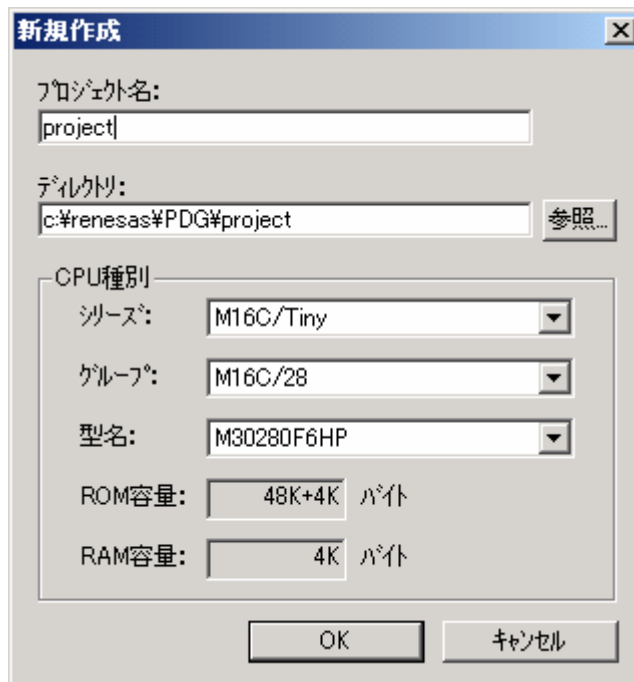 新規作成
ﾌﾟﾛｼﾞｪｸﾄ名:
project
ﾃﾞｨﾚｸﾄﾘ:
c:¥renesas¥PDG¥project 参照...
CPU種別
ｼﾘｰｽﾞ: M16C/Tiny
ｸﾞﾙｰﾌﾟ: M16C/28
型名: M30280F6HP
ROM容量: 48K+4K ﾊﾞｲﾄ
RAM容量: 4K ﾊﾞｲﾄ
OK ｷｬﾝｾﾙ